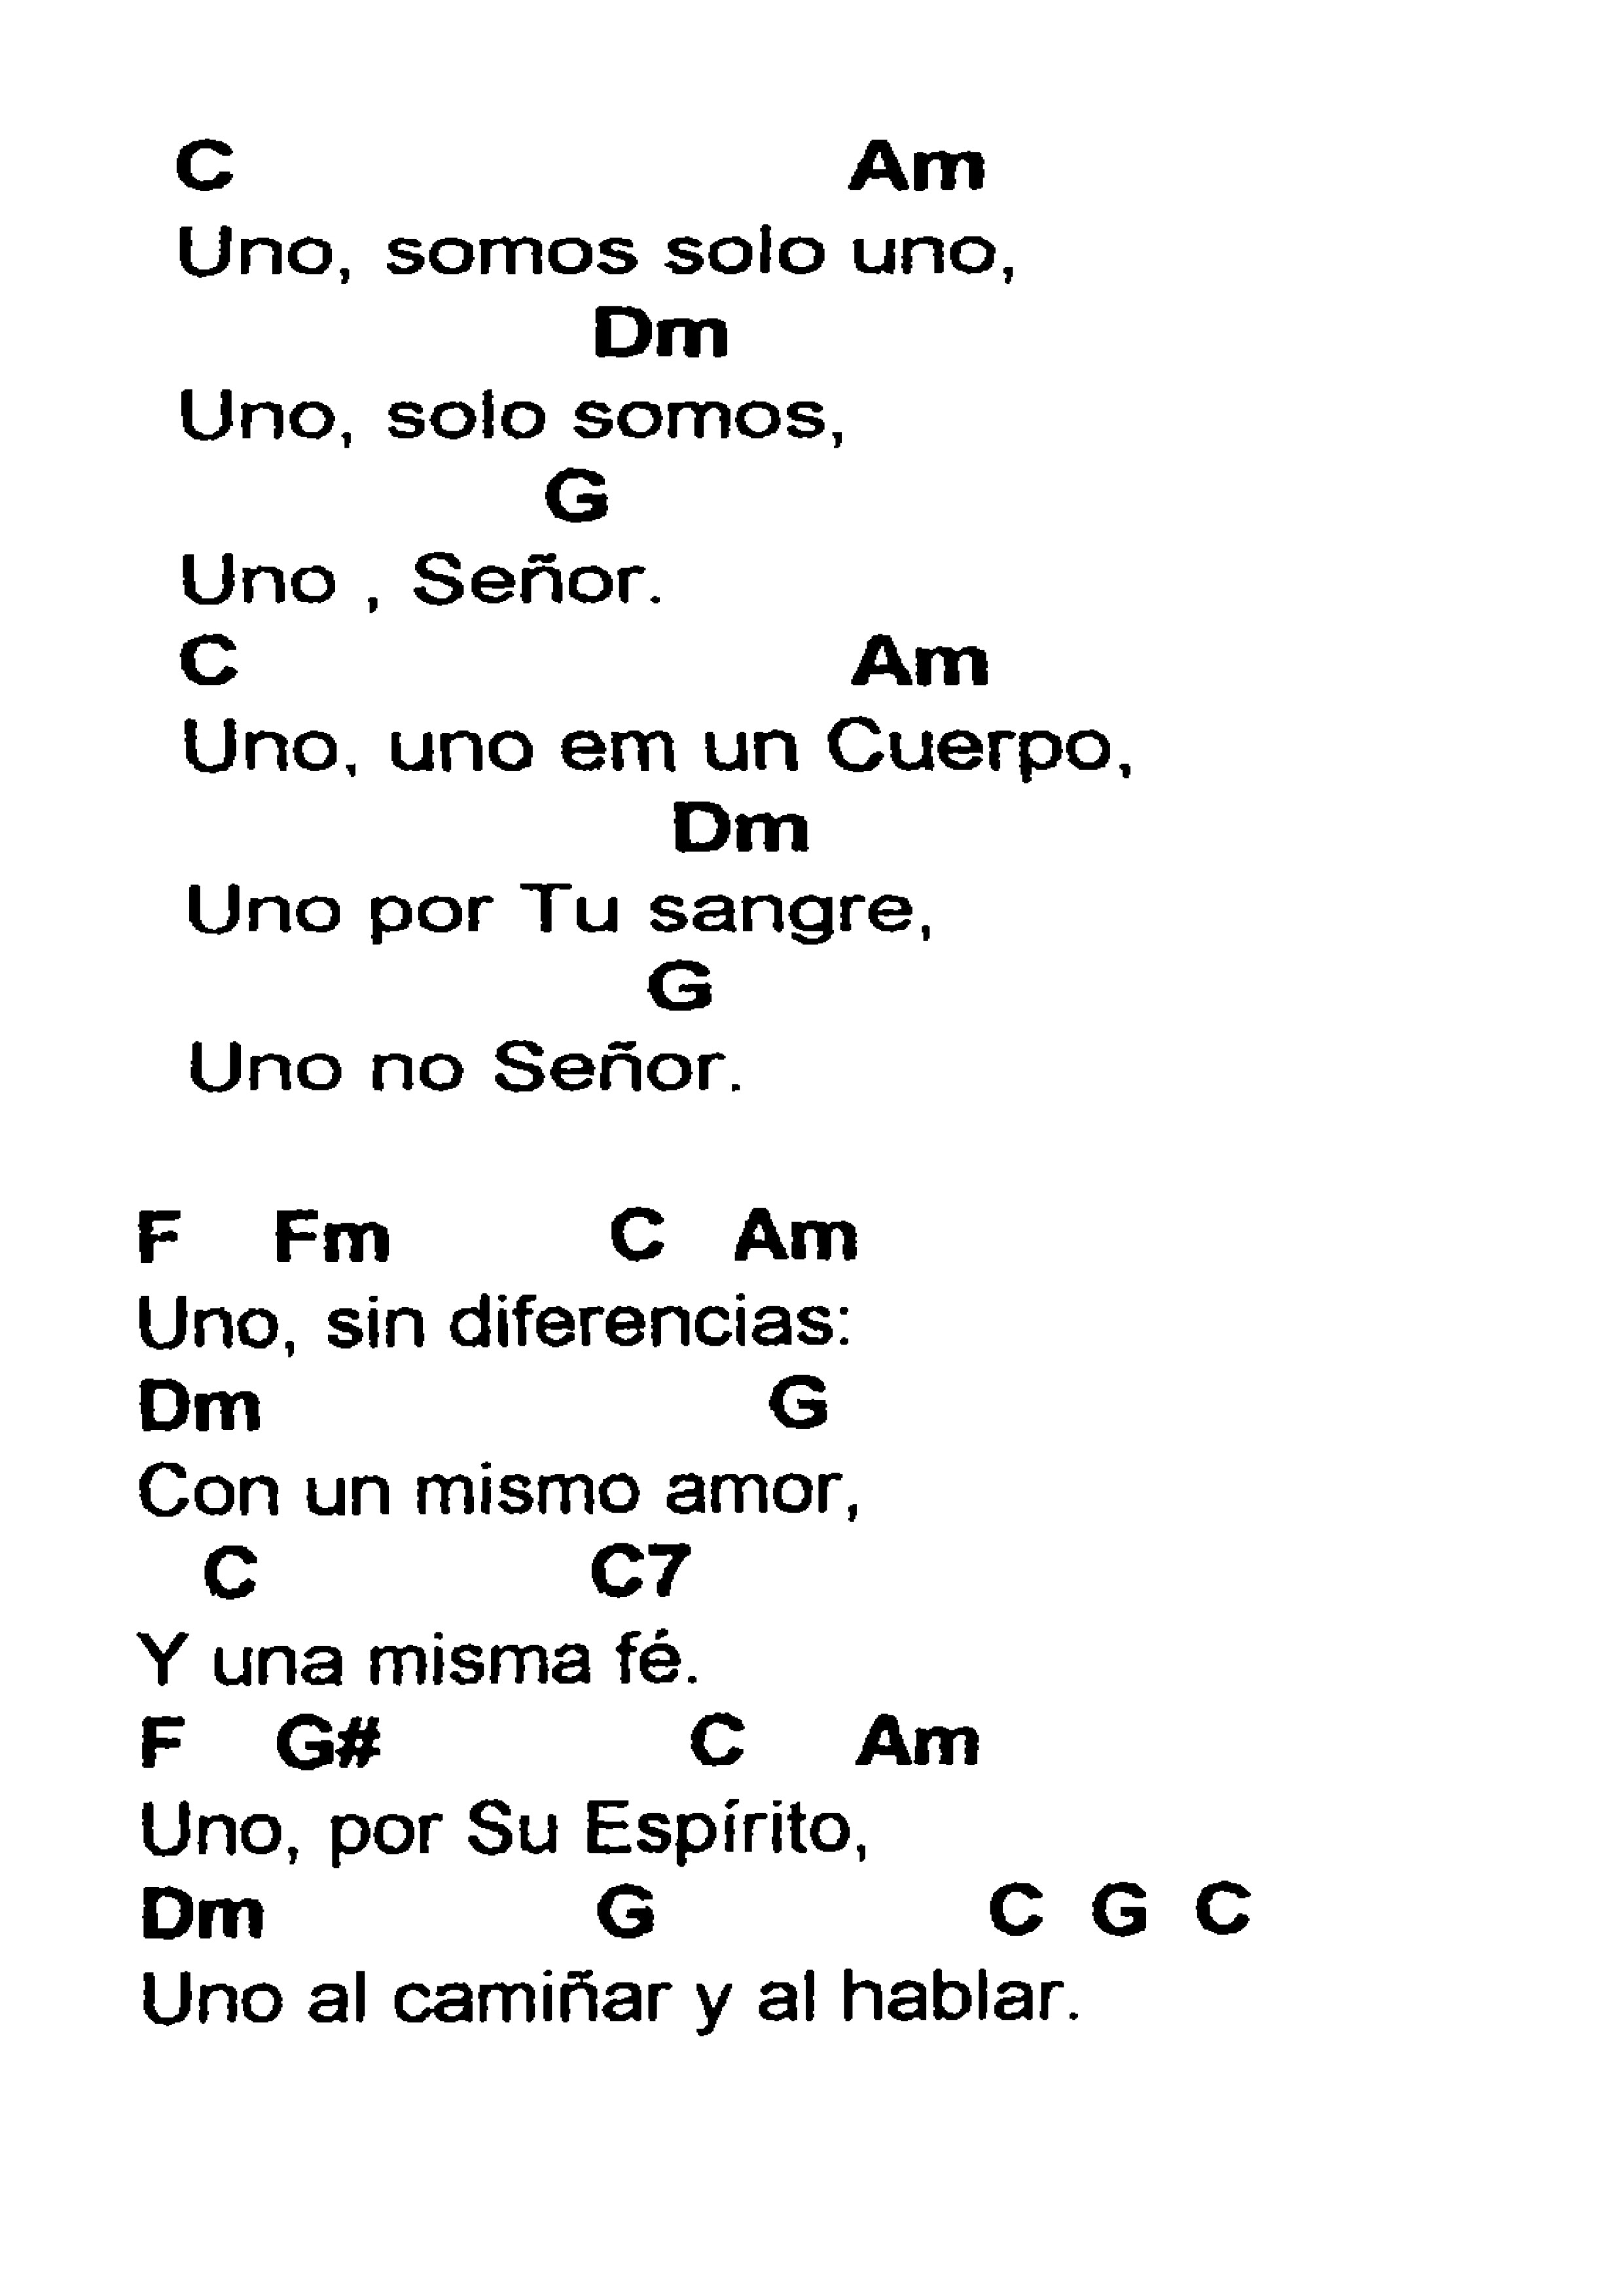 C Am
Uno, somos solo uno,
Dm
Uno, solo somos,
G
Uno , Señor.
C Am
Uno, uno em un Cuerpo,
Dm
Uno por Tu sangre,
G
Uno no Señor.
F Fm C Am
Uno, sin diferencias:
Dm G
Con un mismo amor,
C C7
Y una misma fé.
F G# C Am
Uno, por Su Espírito,
Dm G C G C
Uno al camiñar y al hablar.